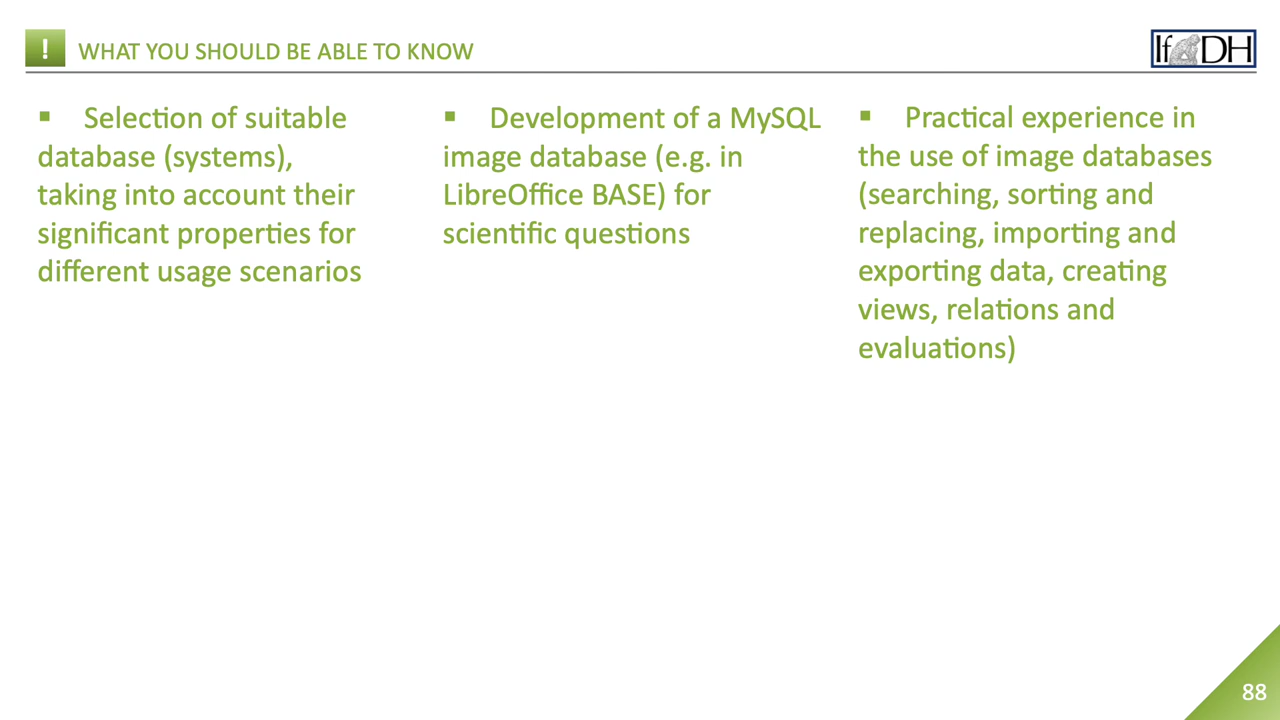 ! WHAT YOU SHOULD BE ABLE TO KNOW
IfDH
▪ Selection of suitable
database (systems),
taking into account their
significant properties for
different usage scenarios
▪ Development of a MySQL
image database (e.g. in
LibreOffice BASE) for
scientific questions
▪ Practical experience in
the use of image databases
(searching, sorting and
replacing, importing and
exporting data, creating
views, relations and
evaluations)
88